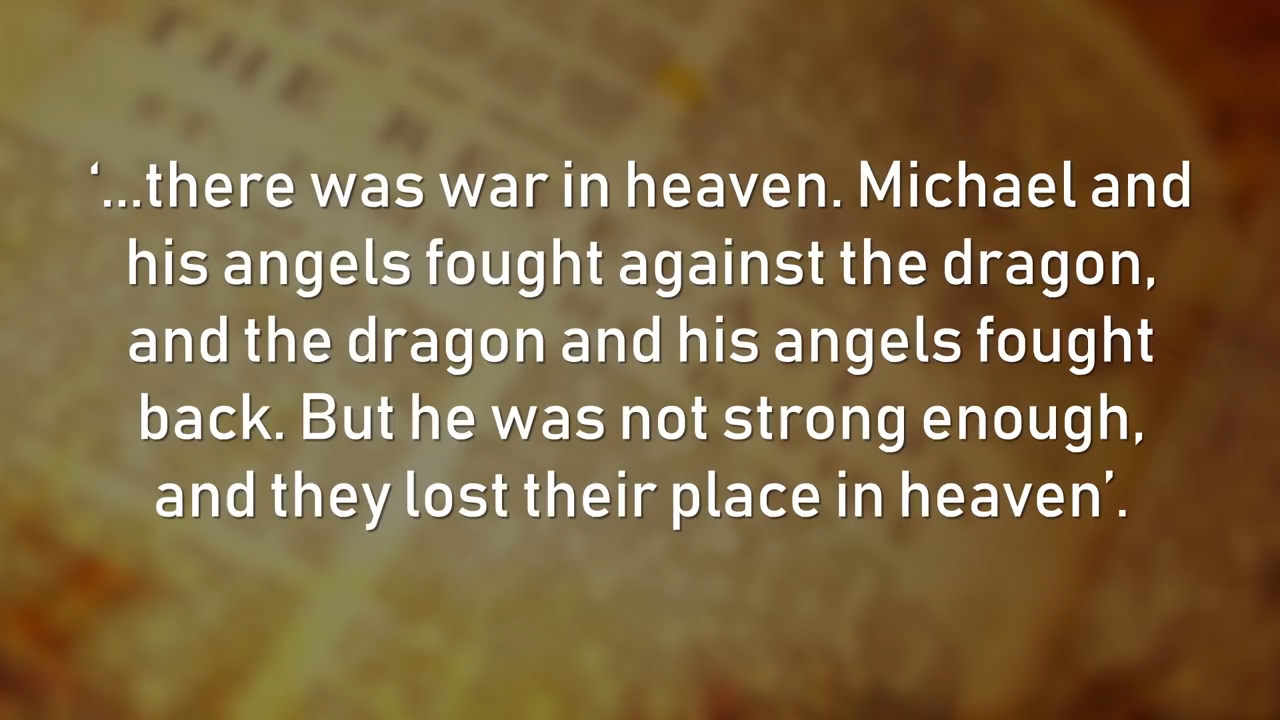 ‘...there was war in heaven. Michael and
his angels fought against the dragon,
and the dragon and his angels fought
back. But he was not strong enough,
and they lost their place in heaven’.